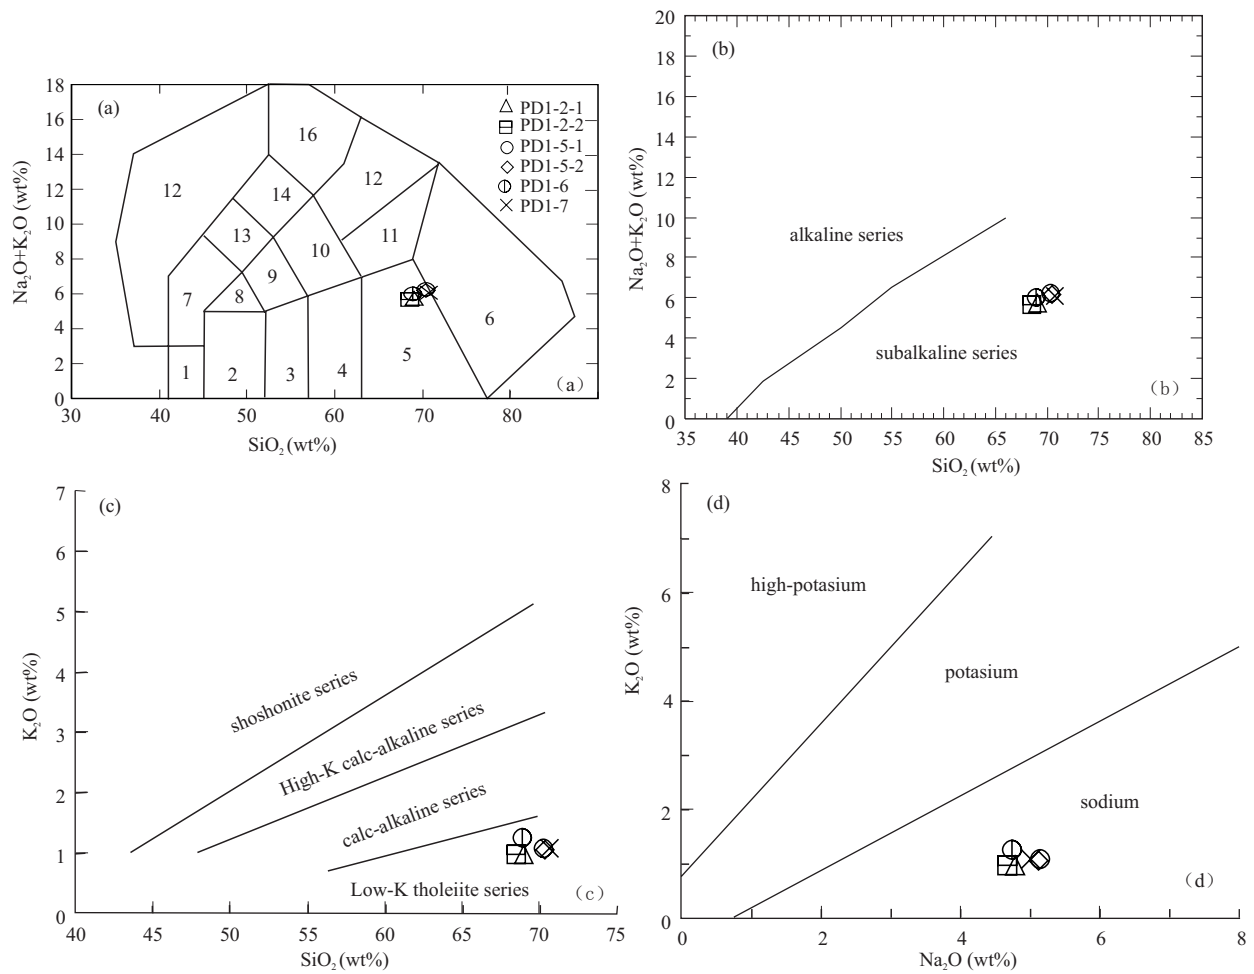 (a)
18
16
14
12
10
8
6
4
2
0
Na₂O+K₂O (wt%)
16
12
14
12
13
10
11
9
7
8
6
5
4
3
2
1
PD1-2-1
PD1-2-2
PD1-5-1
PD1-5-2
PD1-6
PD1-7
(a)
30 40 50 60 70 80
SiO₂ (wt%)
(b)
20
18
16
14
12
10
8
6
4
2
0
Na₂O+K₂O (wt%)
alkaline series
subalkaline series
(b)
35 40 45 50 55 60 65 70 75 80 85
SiO₂ (wt%)
(c)
7
6
5
4
3
2
1
0
K₂O (wt%)
shoshonite series
High-K calc-alkaline series
calc-alkaline series
Low-K tholeiite series
(c)
40 45 50 55 60 65 70 75
SiO₂ (wt%)
(d)
8
6
4
2
0
K₂O (wt%)
high-potasium
potasium
sodium
(d)
0 2 4 6 8
Na₂O (wt%)